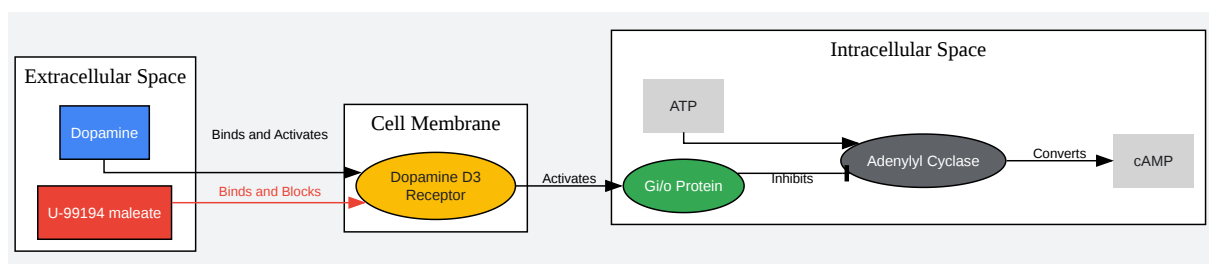 Extracellular Space
Dopamine
U-99194 maleate
Binds and Activates
Binds and Blocks
Cell Membrane
Dopamine D3
Receptor
Activates
Intracellular Space
ATP
Gi/o Protein
Inhibits
Adenylyl Cyclase
Converts
cAMP